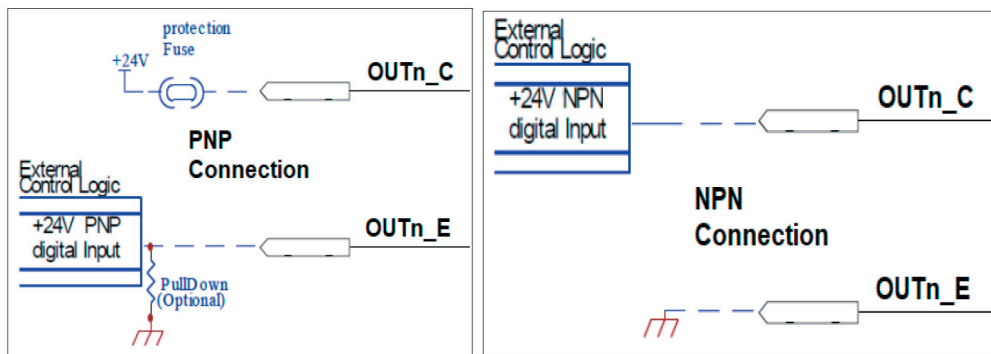 protection
Fuse
+24V
OUTn_C
PNP
Connection
External
Control Logic
+24V PNP
digital Input
OUTn_E
PullDown
(Optional)
External
Control Logic
+24V NPN
digital Input
OUTn_C
NPN
Connection
OUTn_E